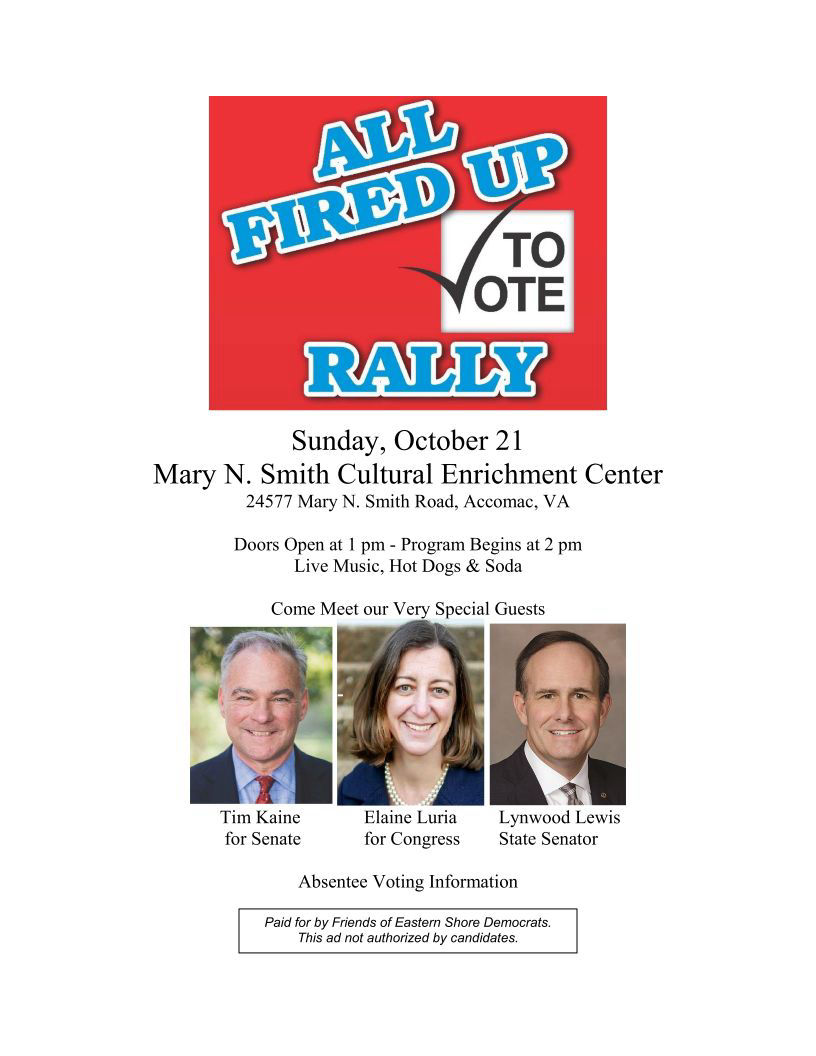 ALL
FIRED UP
TO
VOTE
RALLY
Sunday, October 21
Mary N. Smith Cultural Enrichment Center
24577 Mary N. Smith Road, Accomac, VA
Doors Open at 1 pm - Program Begins at 2 pm
Live Music, Hot Dogs & Soda
Come Meet our Very Special Guests
Tim Kaine
for Senate
Elaine Luria
for Congress
Lynwood Lewis
State Senator
Absentee Voting Information
Paid for by Friends of Eastern Shore Democrats.
This ad not authorized by candidates.